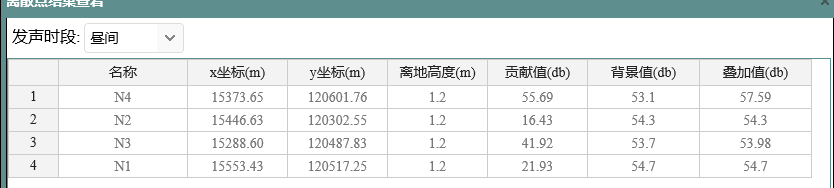 离散点结果查看
发声时段: 昼间
名称 x坐标(m) y坐标(m) 离地高度(m) 贡献值(db) 背景值(db) 叠加值(db)
1 N4 15373.65 120601.76 1.2 55.69 53.1 57.59
2 N2 15446.63 120302.55 1.2 16.43 54.3 54.3
3 N3 15288.60 120487.83 1.2 41.92 53.7 53.98
4 N1 15553.43 120517.25 1.2 21.93 54.7 54.7